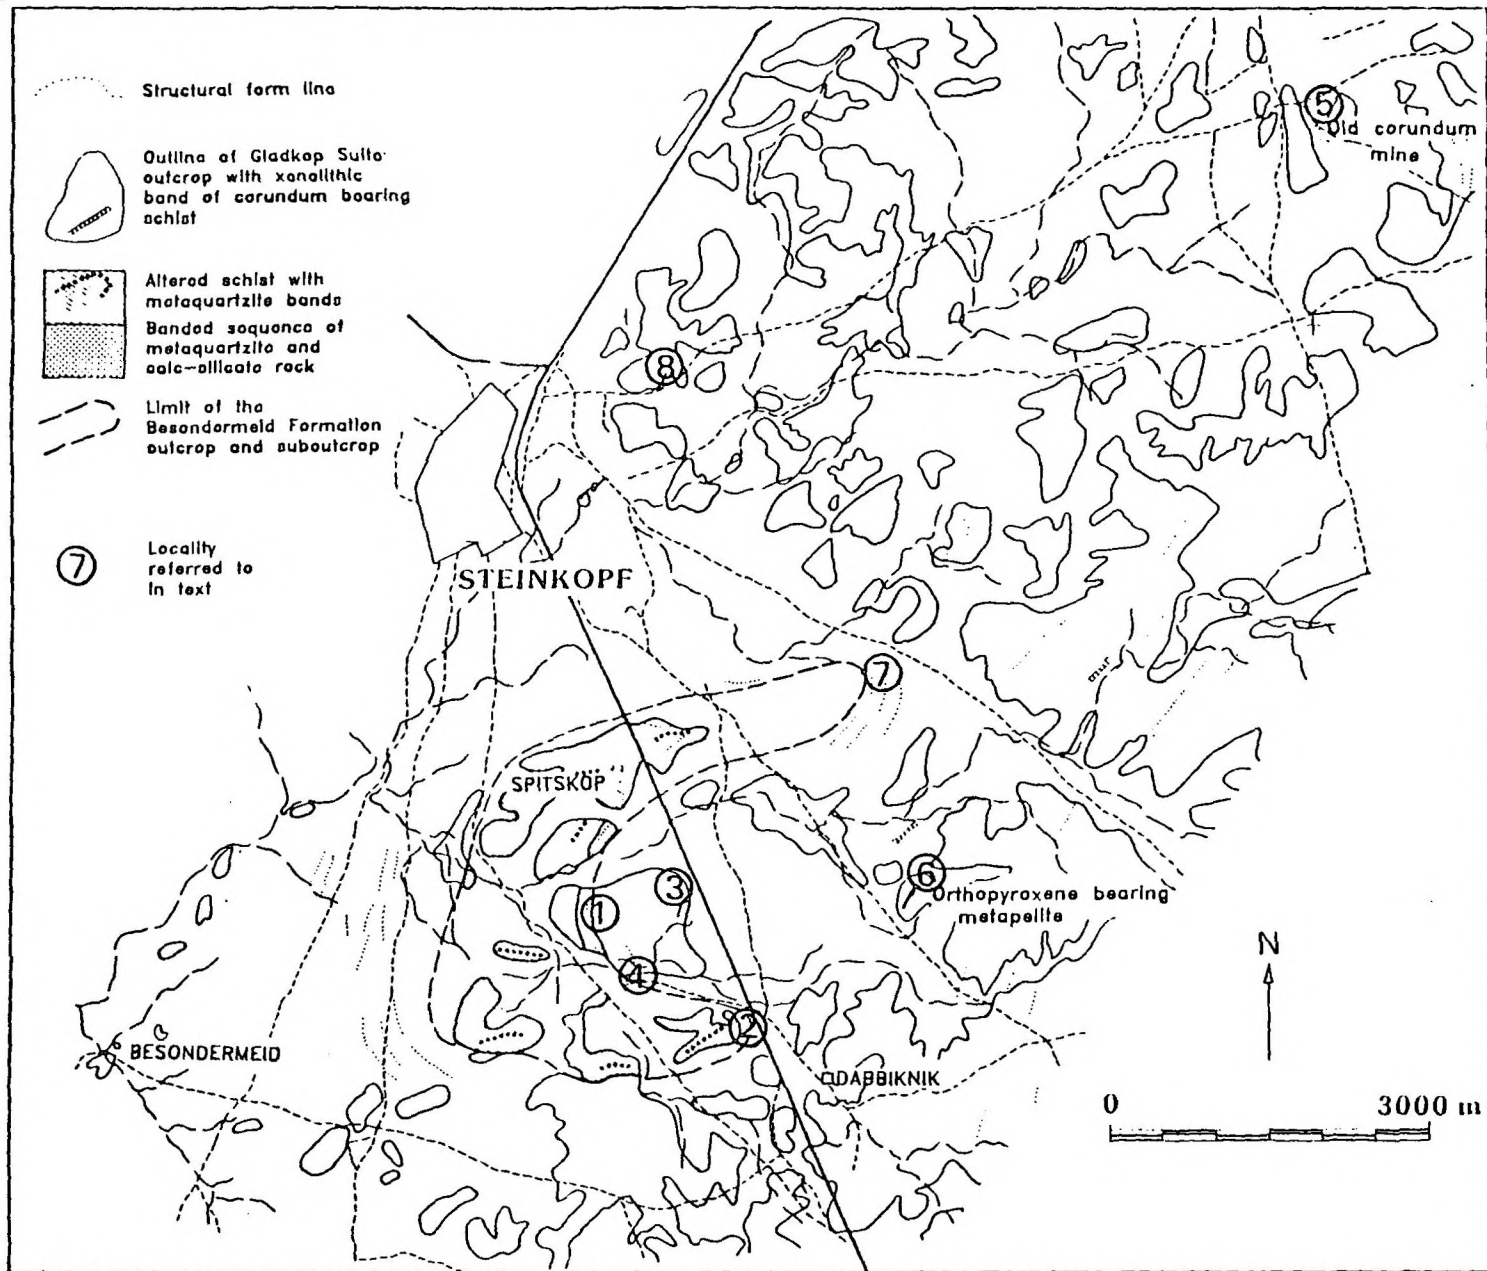 Structural form line
Outline of Gladkop Suite
outcrop with xenolithic
band of corundum bearing
schist
Altered schist with
metaquartzite bands
Banded sequence of
metaquartzite and
calc-silicate rock
Limit of the
Besondermeid Formation
outcrop and suboutcrop
7
Locality
referred to
in text
5
Old corundum
mine
8
STEINKOPF
7
SPITSKOP
6
Orthopyroxene bearing
metapelite
3
1
4
2
BESONDERMEID
DABBIKNIK
N
0 3000 m